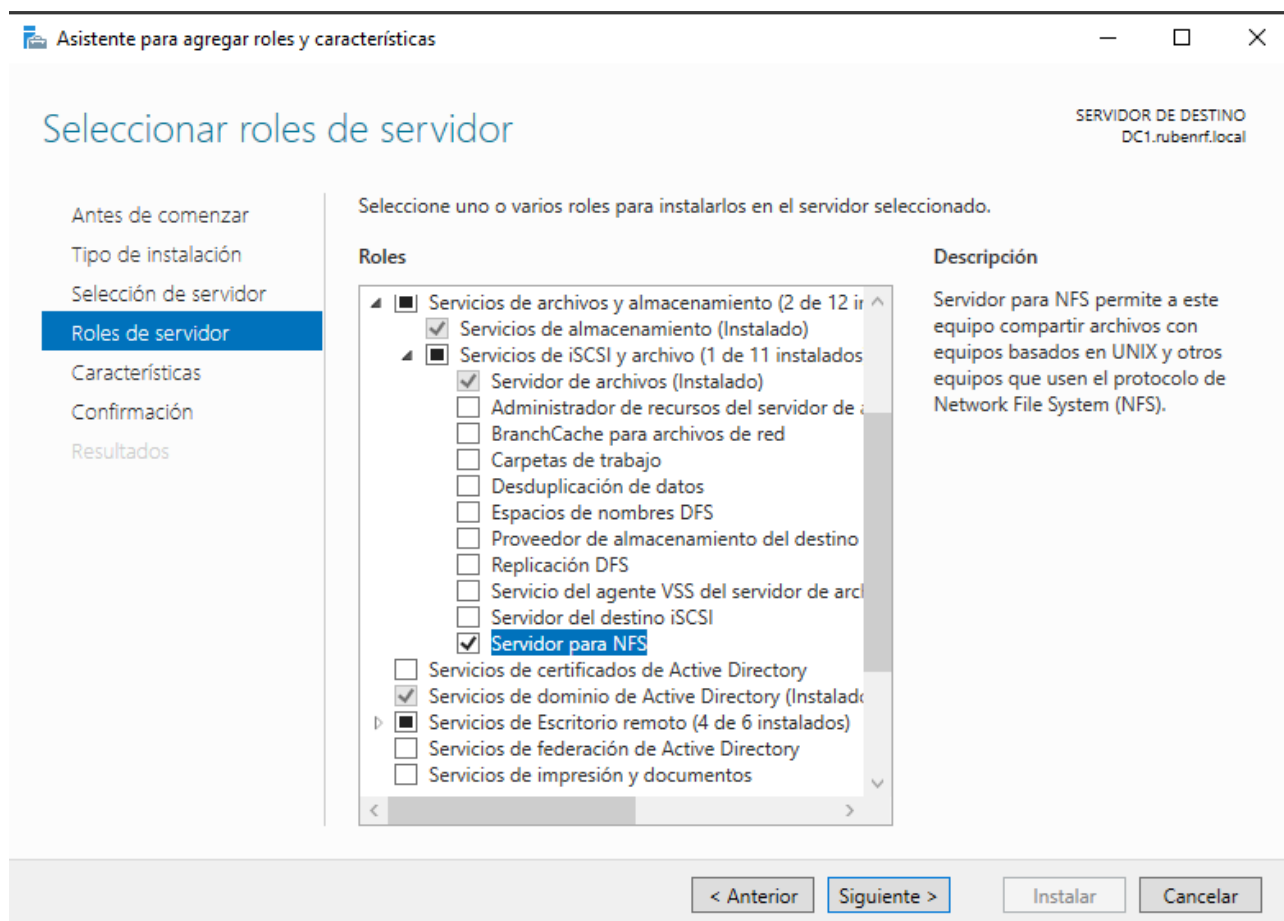 Asistente para agregar roles y características
Seleccionar roles de servidor
SERVIDOR DE DESTINO
DC1.rubenrf.local
Antes de comenzar
Tipo de instalación
Selección de servidor
Roles de servidor
Características
Confirmación
Resultados
Seleccione uno o varios roles para instalarlos en el servidor seleccionado.
Roles
Servicios de archivos y almacenamiento (2 de 12 in
Servicios de almacenamiento (Instalado)
Servicios de iSCSI y archivo (1 de 11 instalados
Servidor de archivos (Instalado)
Administrador de recursos del servidor de a
BranchCache para archivos de red
Carpetas de trabajo
Desduplicación de datos
Espacios de nombres DFS
Proveedor de almacenamiento del destino
Replicación DFS
Servicio del agente VSS del servidor de arcl
Servidor del destino iSCSI
Servidor para NFS
Servicios de certificados de Active Directory
Servicios de dominio de Active Directory (Instalado
Servicios de Escritorio remoto (4 de 6 instalados)
Servicios de federación de Active Directory
Servicios de impresión y documentos
Descripción
Servidor para NFS permite a este
equipo compartir archivos con
equipos basados en UNIX y otros
equipos que usen el protocolo de
Network File System (NFS).
< Anterior
Siguiente >
Instalar
Cancelar